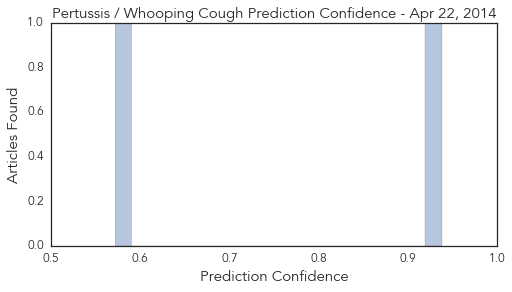 Pertussis / Whooping Cough Prediction Confidence - Apr 22, 2014
1.0
0.8
0.6
0.4
0.2
0.0
Articles Found
0.5 0.6 0.7 0.8 0.9 1.0
Prediction Confidence